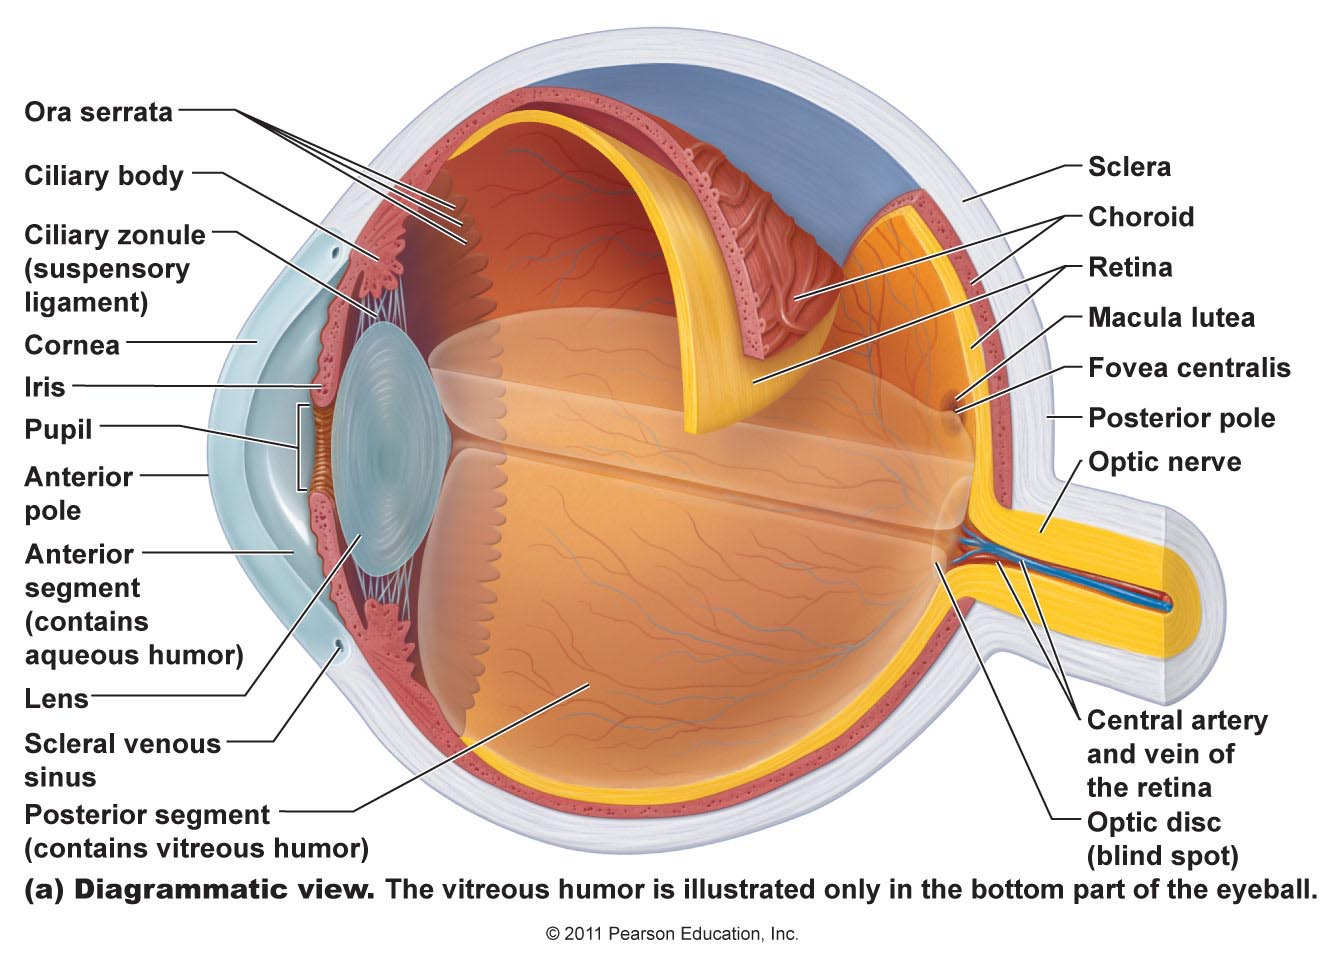 Ora serrata
Ciliary body
Ciliary zonule
(suspensory
ligament)
Cornea
Iris
Pupil
Anterior
pole
Anterior
segment
(contains
aqueous humor)
Lens
Scleral venous
sinus
Posterior segment
(contains vitreous humor)
Sclera
Choroid
Retina
Macula lutea
Fovea centralis
Posterior pole
Optic nerve
Central artery
and vein of
the retina
Optic disc
(blind spot)
(a) Diagrammatic view. The vitreous humor is illustrated only in the bottom part of the eyeball.
© 2011 Pearson Education, Inc.